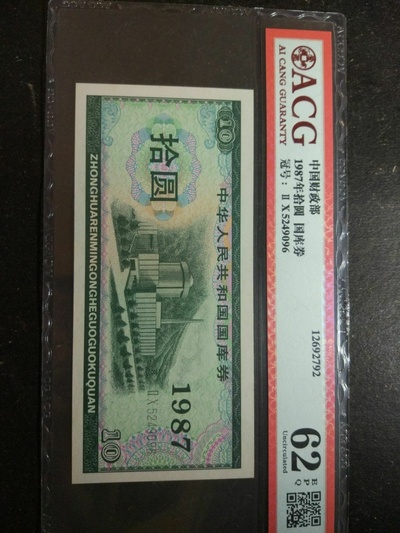 ACG
AI CANG GUARANTY
中国财政部
1987年拾圆 国库券
冠号: ⅡX5249096
12692792
62
EPQ
Uncirculated
10
拾圆
中华人民共和国国库券
1987
ⅡX5249096
10
ZHONGHUARENMINGONGHEGUOGUOKUQUAN